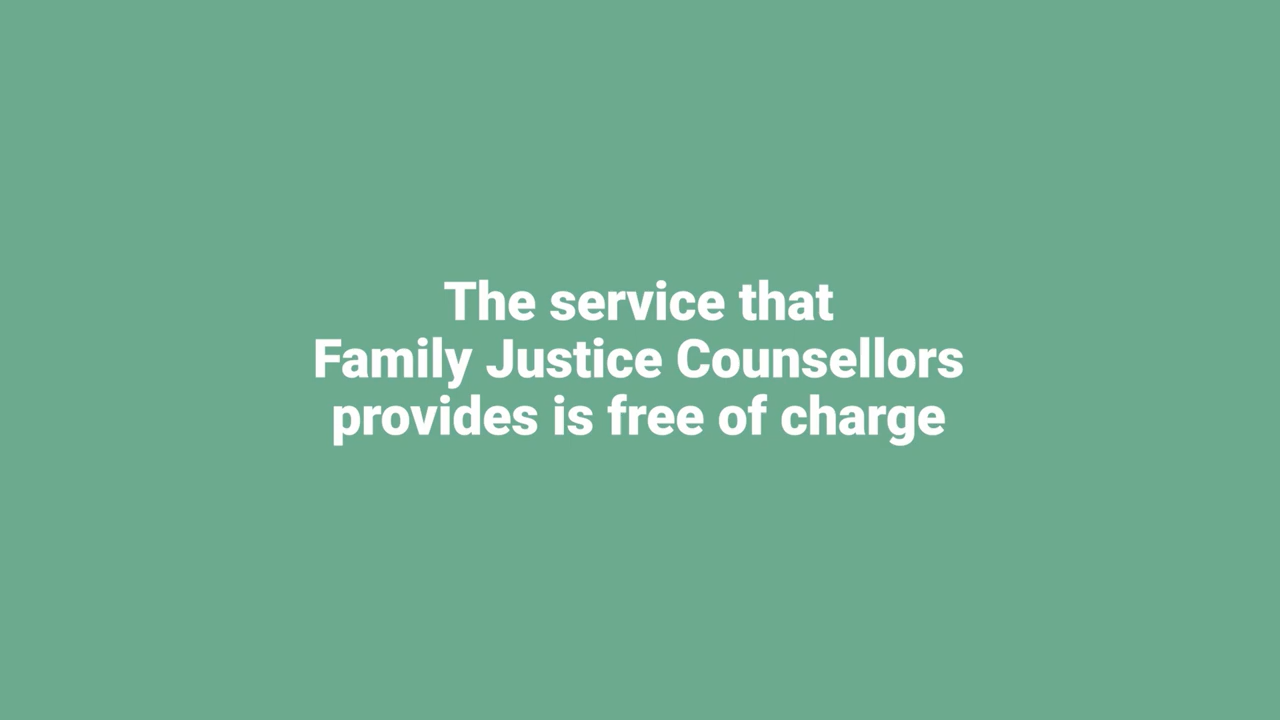 The service that
Family Justice Counsellors
provides is free of charge